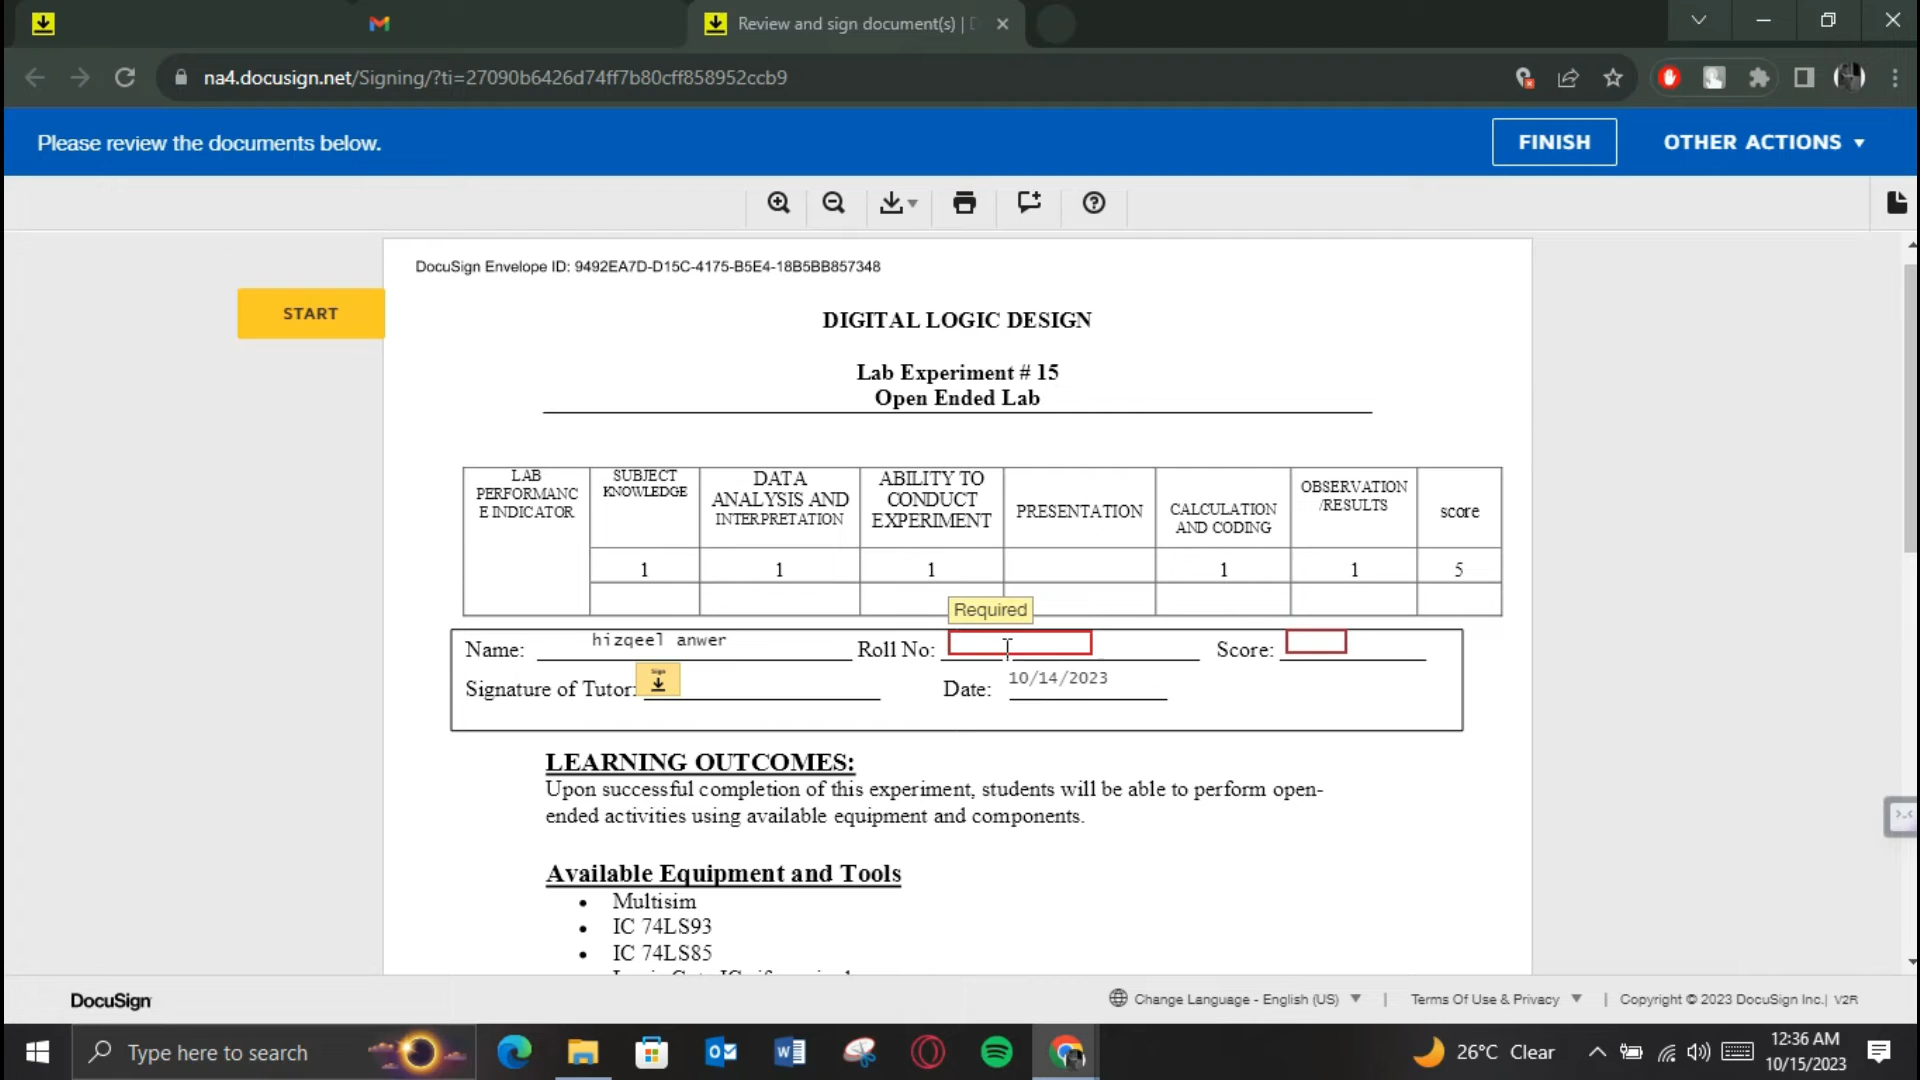 Review and sign document(s) | D
na4.docusign.net/Signing/?ti=27090b6426d74ff7b80cff858952ccb9
Please review the documents below.
FINISH
OTHER ACTIONS
DocuSign Envelope ID: 9492EA7D-D15C-4175-B5E4-18B5BB857348
START
DIGITAL LOGIC DESIGN
Lab Experiment # 15
Open Ended Lab
LAB PERFORMANC E INDICATOR
SUBJECT KNOWLEDGE
DATA ANALYSIS AND INTERPRETATION
ABILITY TO CONDUCT EXPERIMENT
PRESENTATION
CALCULATION AND CODING
OBSERVATION /RESULTS
score
1 1 1 1 1 5
Required
Name: hizqeel anwer Roll No: Score:
Signature of Tutor: Sign Date: 10/14/2023
LEARNING OUTCOMES:
Upon successful completion of this experiment, students will be able to perform open-
ended activities using available equipment and components.
Available Equipment and Tools
• Multisim
• IC 74LS93
• IC 74LS85
DocuSign
Change Language - English (US) | Terms Of Use & Privacy | Copyright © 2023 DocuSign Inc.| V2R
Type here to search
26°C Clear
12:36 AM
10/15/2023